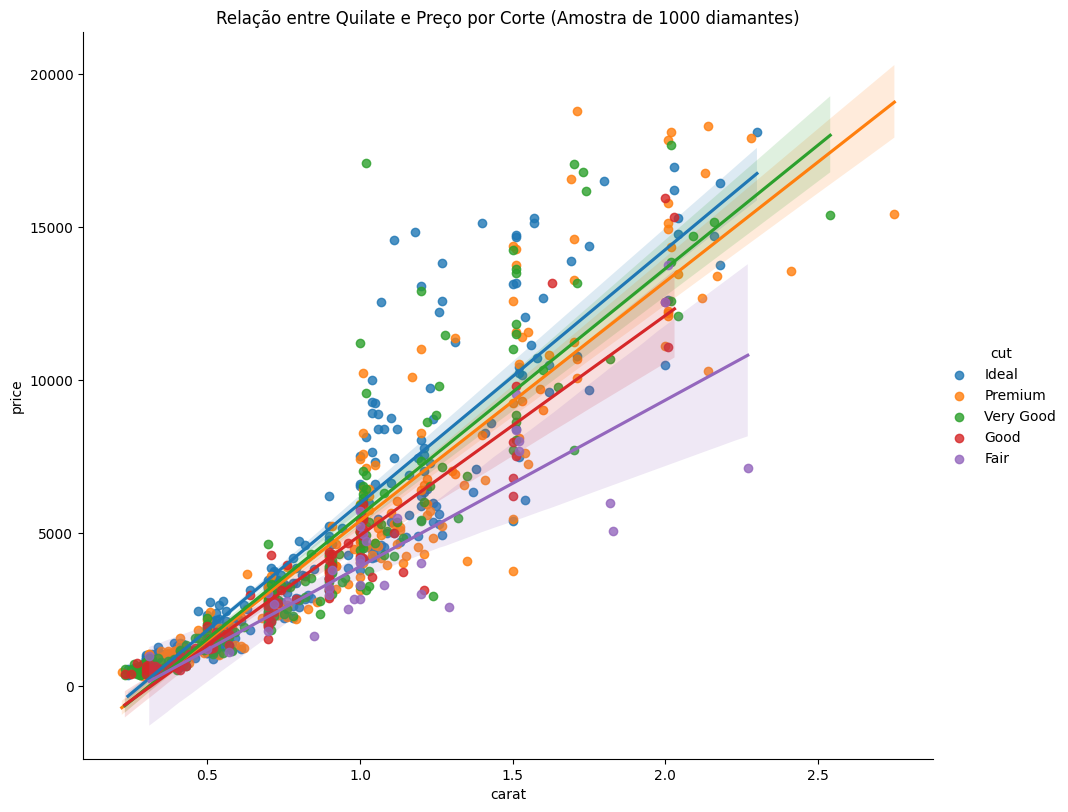 Relação entre Quilate e Preço por Corte (Amostra de 1000 diamantes)
20000
15000
10000
5000
0
price
0.5 1.0 1.5 2.0 2.5
carat
cut
Ideal
Premium
Very Good
Good
Fair